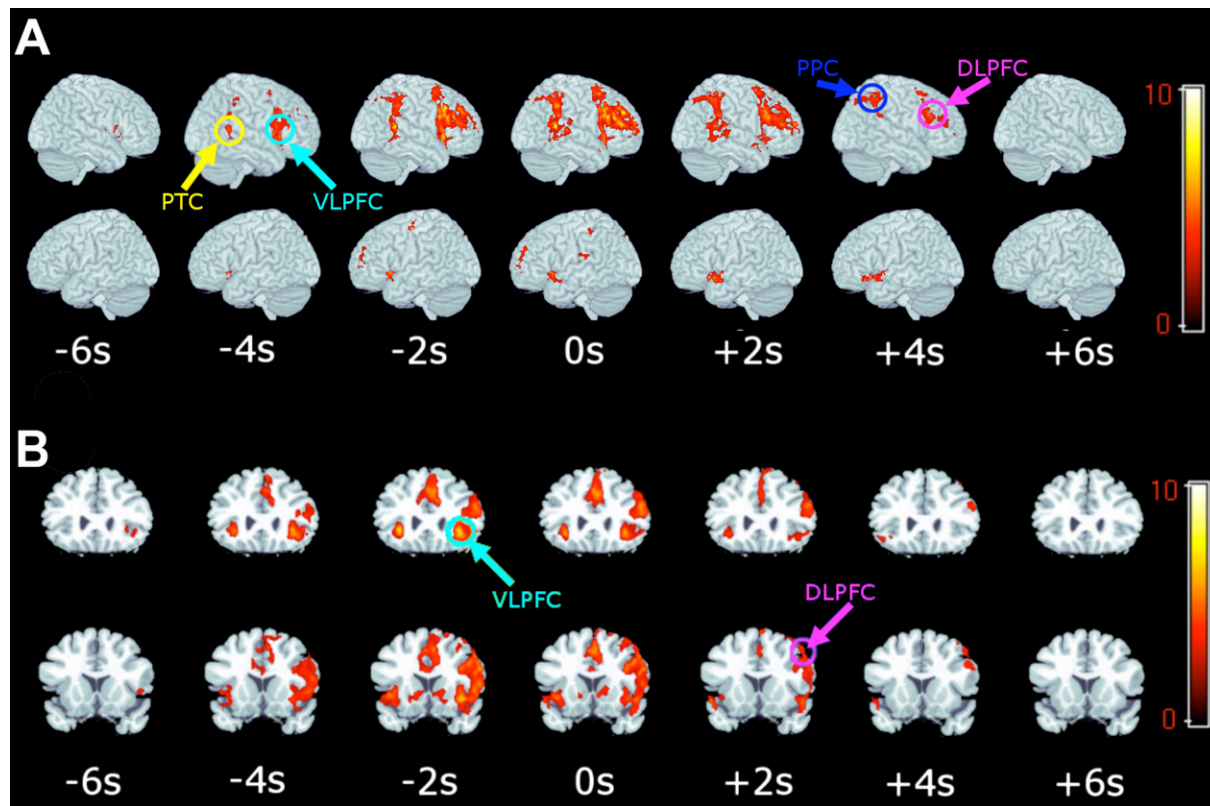 A
PPC
DLPFC
10
PTC
VLPFC
0
-6s
-4s
-2s
0s
+2s
+4s
+6s
B
10
VLPFC
DLPFC
0
-6s
-4s
-2s
0s
+2s
+4s
+6s